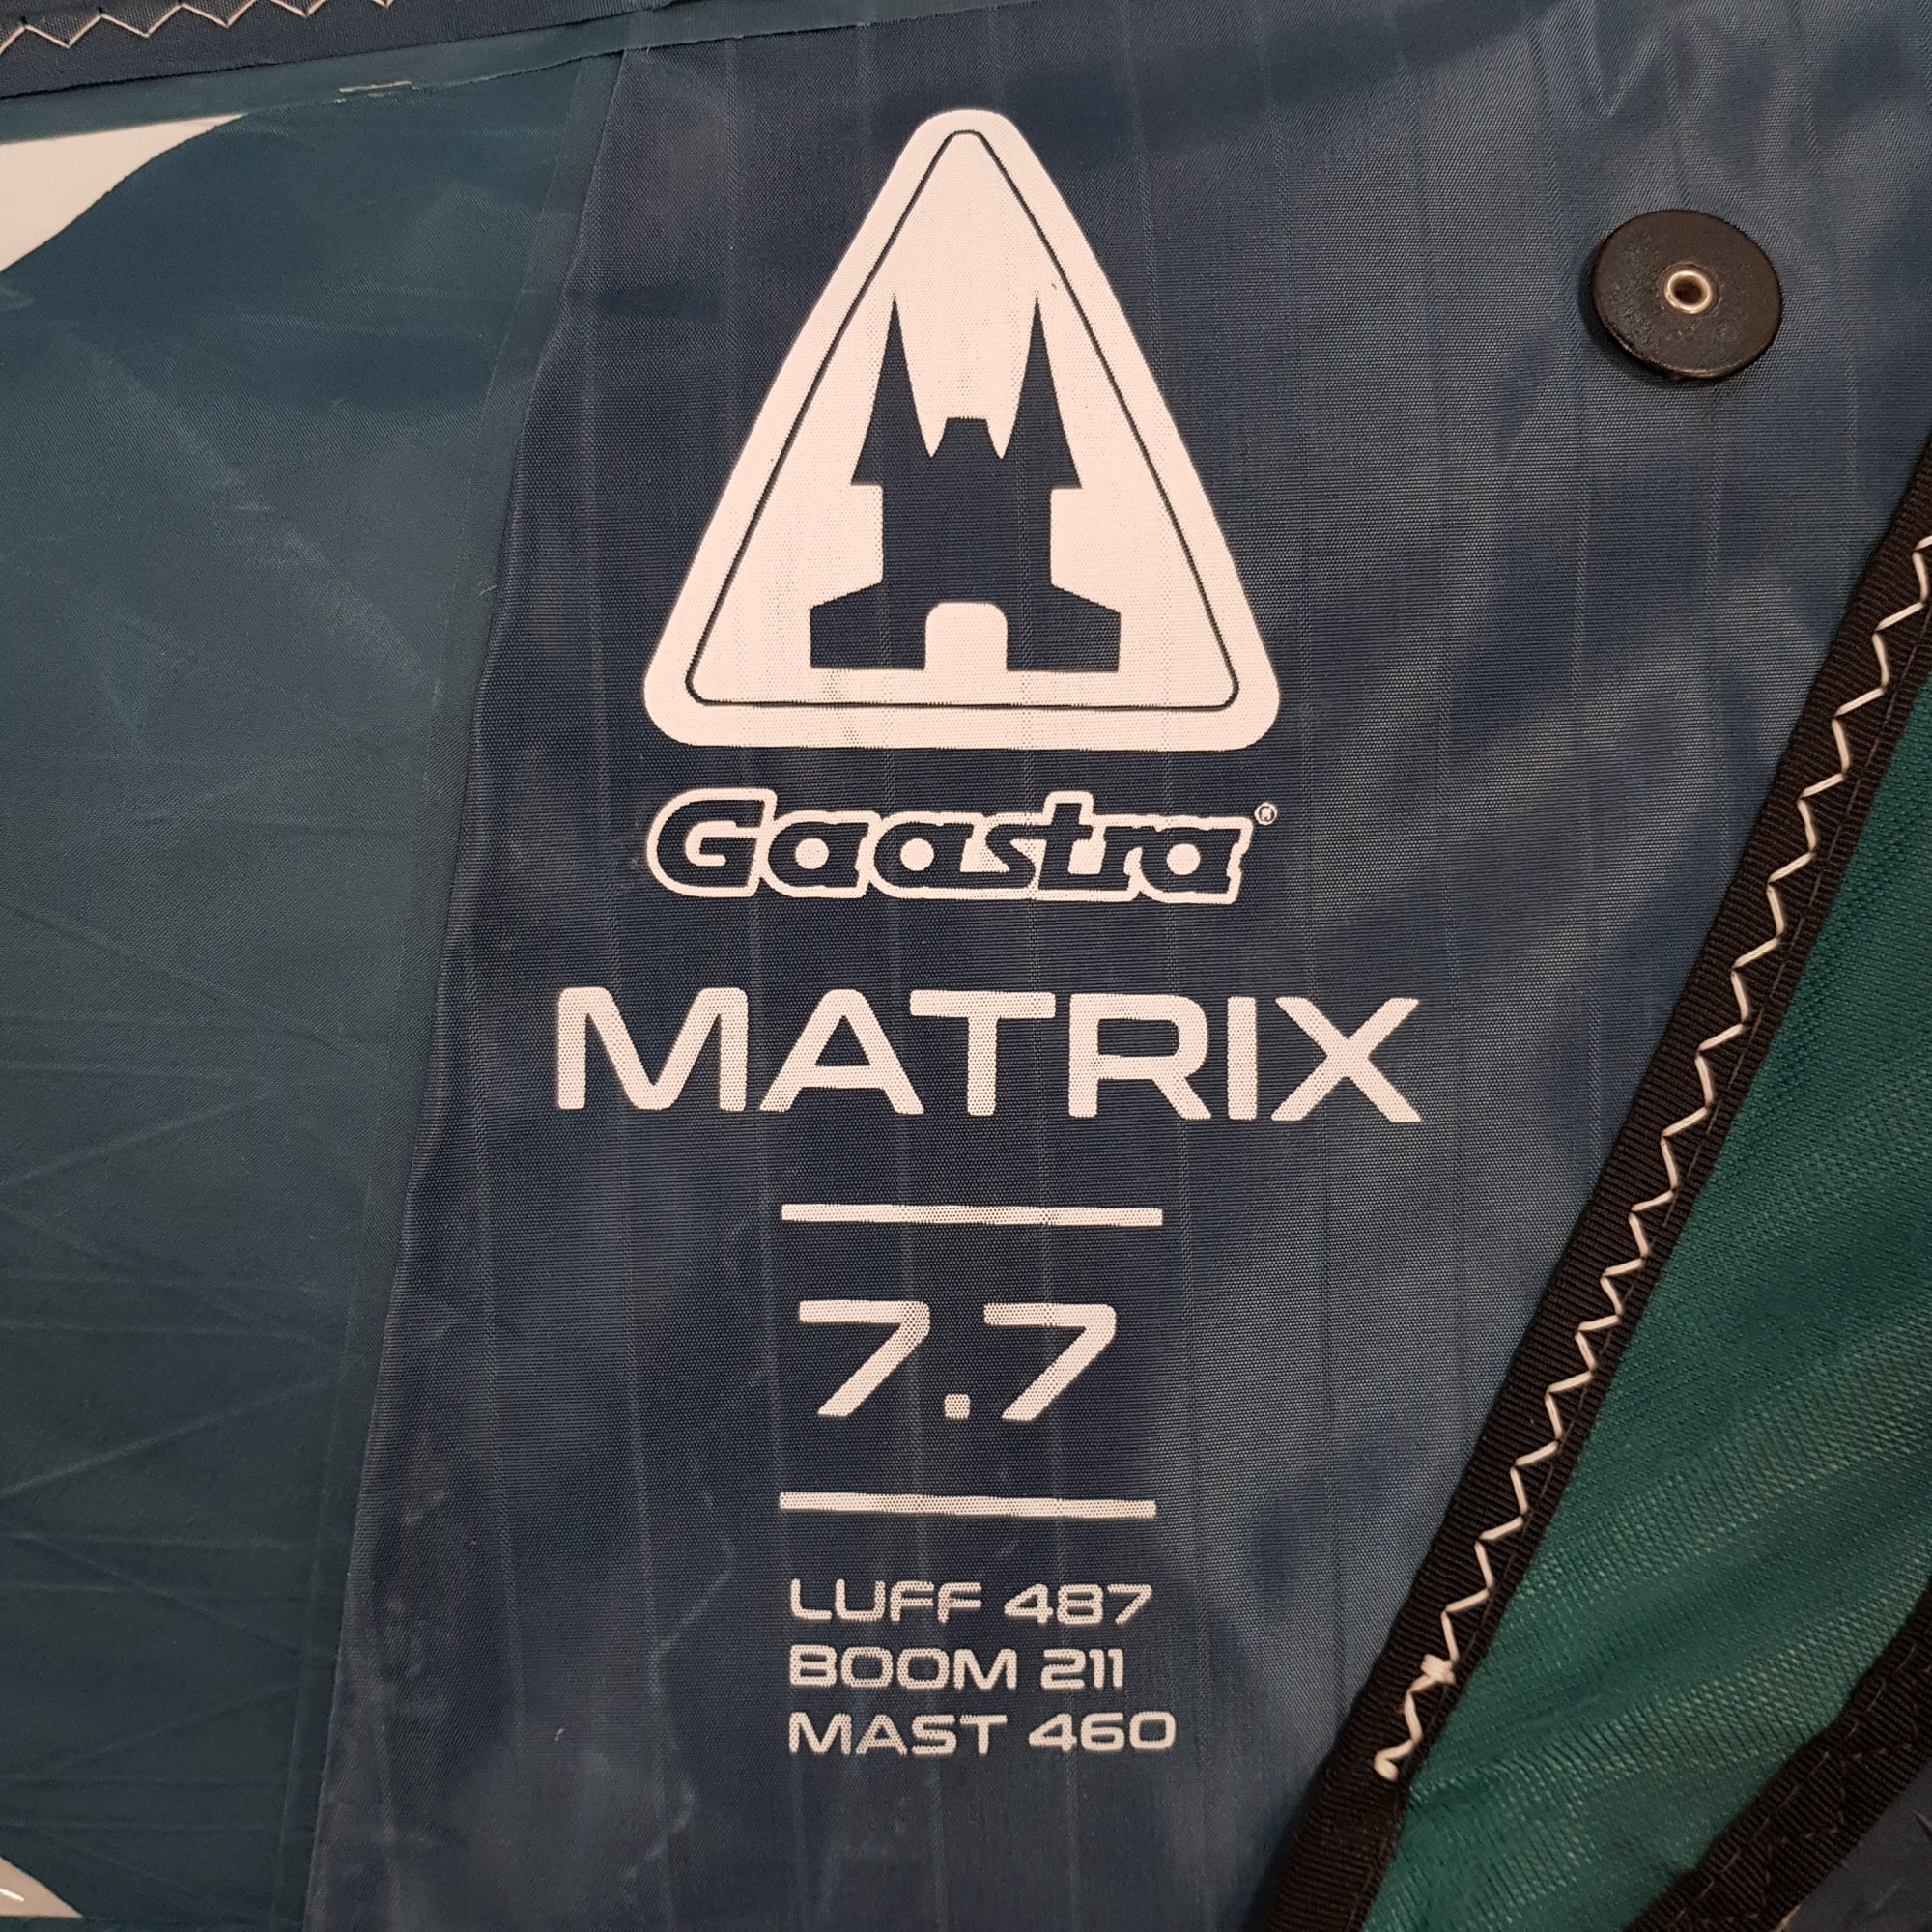 Gaastra®
MATRIX
7.7
LUFF 487
BOOM 211
MAST 460